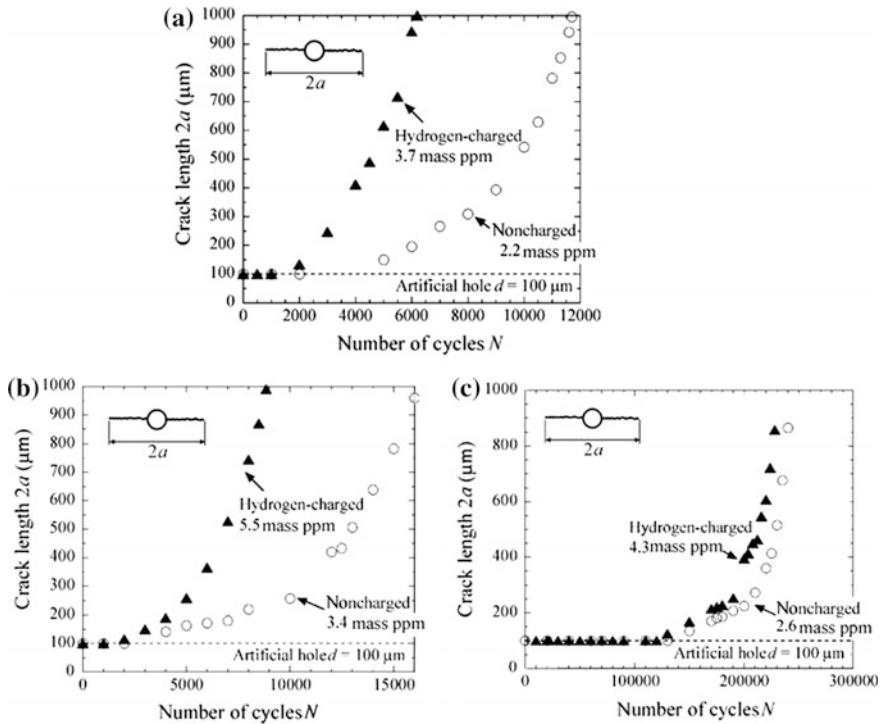 (a)
Crack length 2a (μm)
1000
900
800
700
600
500
400
300
200
100
0
2a
Hydrogen-charged
3.7 mass ppm
Noncharged
2.2 mass ppm
Artificial hole d = 100 μm
0 2000 4000 6000 8000 10000 12000
Number of cycles N
(b)
Crack length 2a (μm)
1000
900
800
700
600
500
400
300
200
100
0
2a
Hydrogen-charged
5.5 mass ppm
Noncharged
3.4 mass ppm
Artificial hole d = 100 μm
0 5000 10000 15000
Number of cycles N
(c)
Crack length 2a (μm)
1000
800
600
400
200
0
2a
Hydrogen-charged
4.3mass ppm
Noncharged
2.6 mass ppm
Artificial hole d = 100 μm
0 100000 200000 300000
Number of cycles N